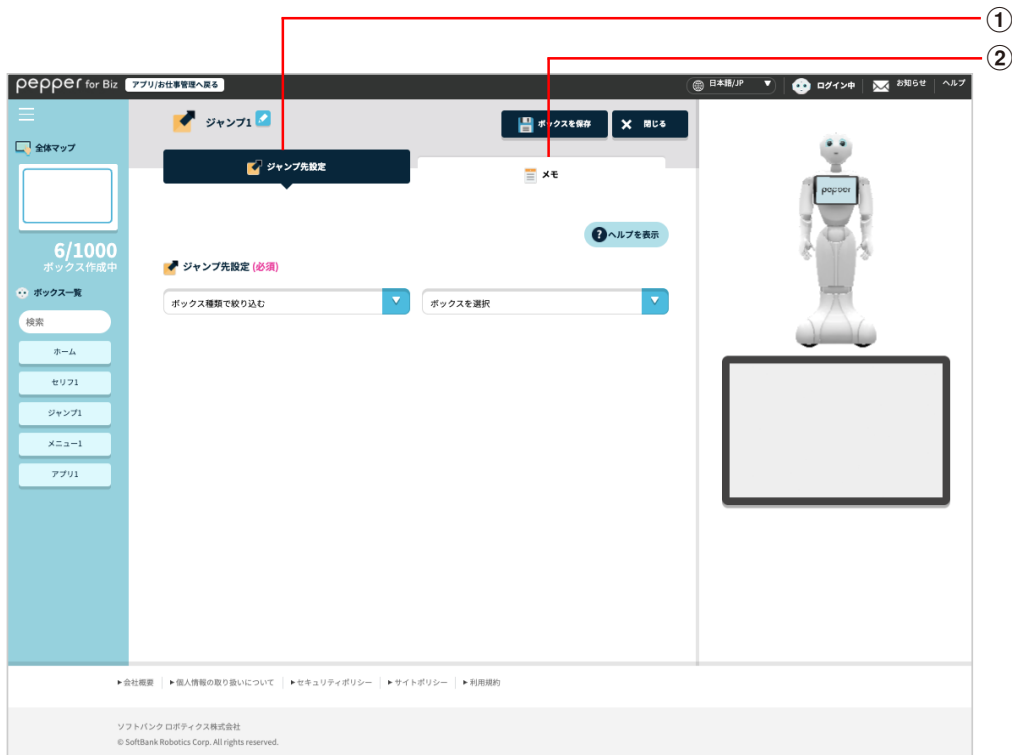 ①
②
pepper for Biz アプリ/お仕事管理へ戻る 日本語/JP ▼ ログイン中 お知らせ ヘルプ
ジャンプ1 ボックスを保存 閉じる
全体マップ
ジャンプ先設定 メモ
pepper
?ヘルプを表示
6/1000
ボックス作成中
ジャンプ先設定 (必須)
ボックス一覧
ボックス種類で絞り込む ボックスを選択
検索
ホーム
セリフ1
ジャンプ1
メニュー1
アプリ1
▶会社概要 ▶個人情報の取り扱いについて ▶セキュリティポリシー ▶サイトポリシー ▶利用規約
ソフトバンク ロボティクス株式会社
© SoftBank Robotics Corp. All rights reserved.